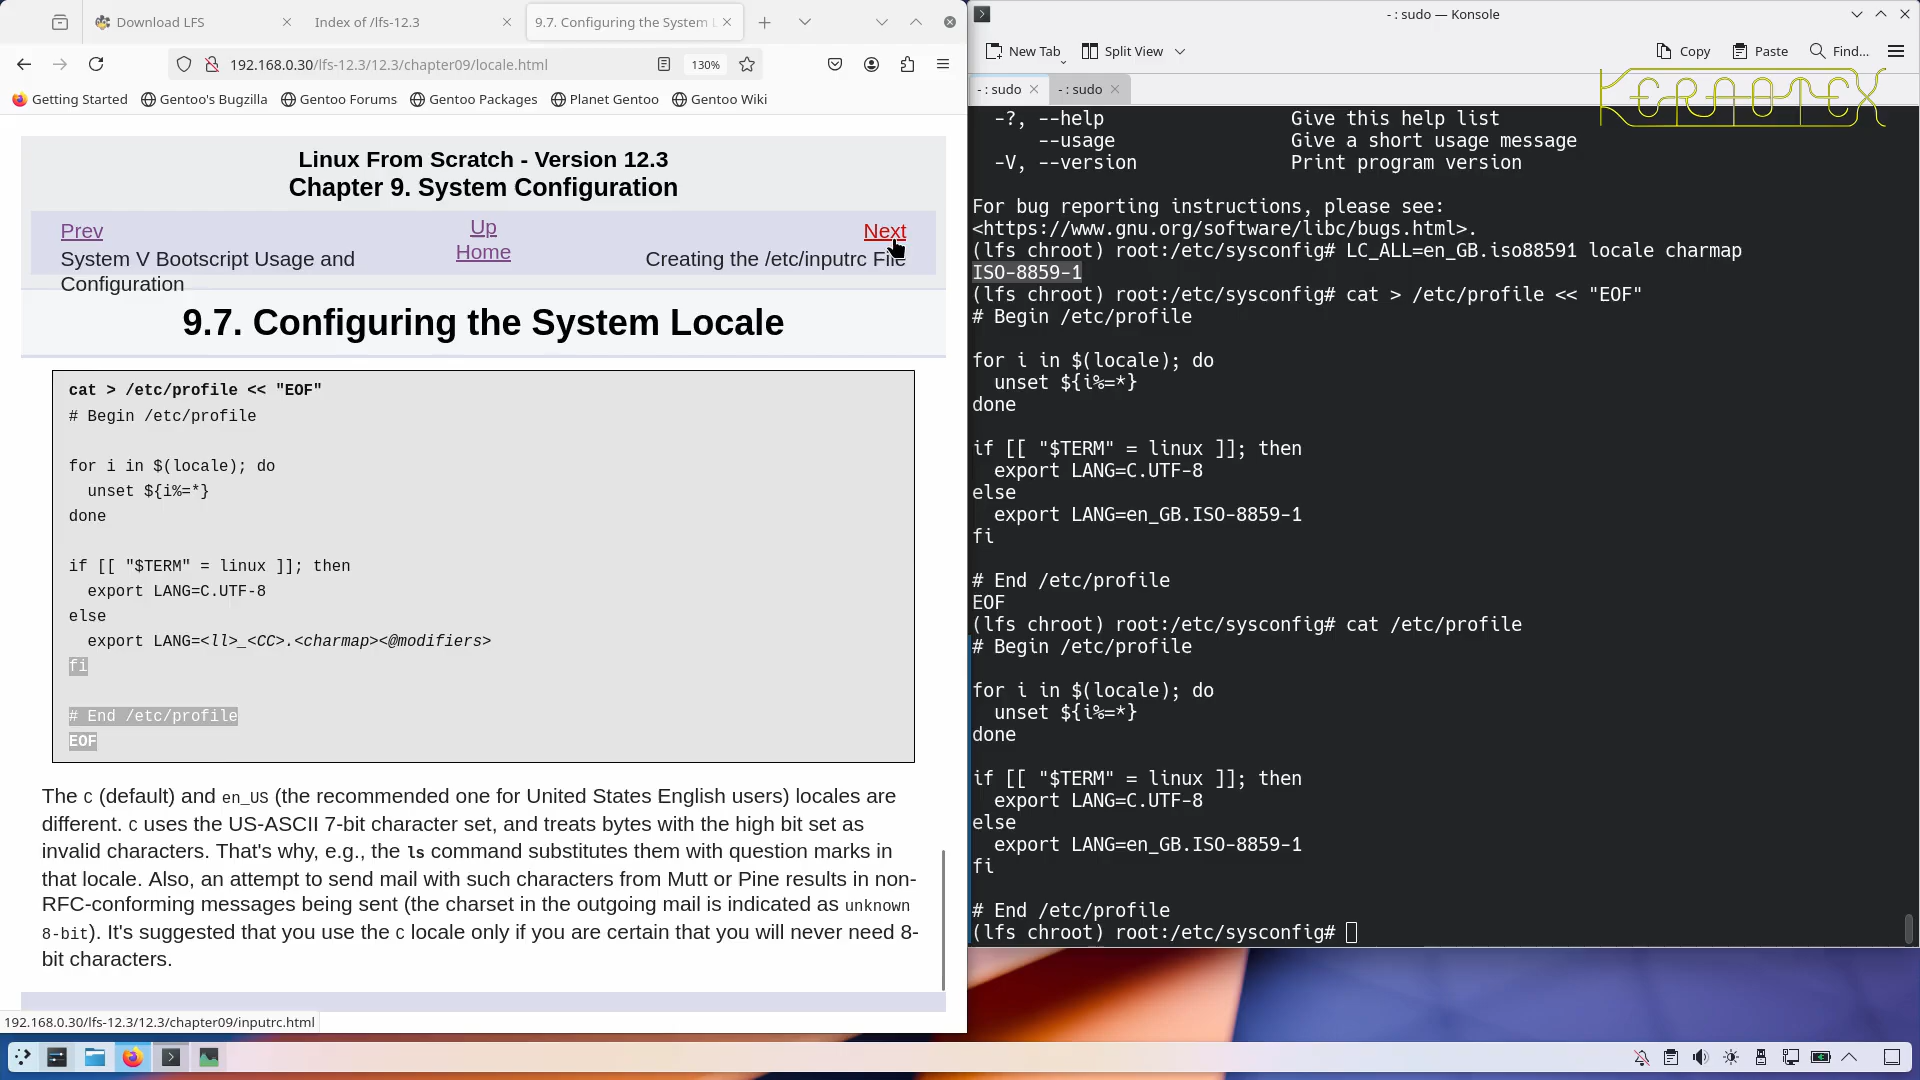 Download LFS
Index of /lfs-12.3
9.7. Configuring the System L
192.168.0.30/lfs-12.3/12.3/chapter09/locale.html
130%
Getting Started
Gentoo's Bugzilla
Gentoo Forums
Gentoo Packages
Planet Gentoo
Gentoo Wiki
Linux From Scratch - Version 12.3
Chapter 9. System Configuration
Prev
Up
Next
Home
System V Bootscript Usage and
Configuration
Creating the /etc/inputrc File
9.7. Configuring the System Locale
cat > /etc/profile << "EOF"
# Begin /etc/profile
for i in $(locale); do
  unset ${i%=*}
done
if [[ "$TERM" = linux ]]; then
  export LANG=C.UTF-8
else
  export LANG=<ll>_<CC>.<charmap><@modifiers>
fi
# End /etc/profile
EOF
The C (default) and en_US (the recommended one for United States English users) locales are
different. C uses the US-ASCII 7-bit character set, and treats bytes with the high bit set as
invalid characters. That's why, e.g., the ls command substitutes them with question marks in
that locale. Also, an attempt to send mail with such characters from Mutt or Pine results in non-
RFC-conforming messages being sent (the charset in the outgoing mail is indicated as unknown
8-bit). It's suggested that you use the C locale only if you are certain that you will never need 8-
bit characters.
192.168.0.30/lfs-12.3/12.3/chapter09/inputrc.html
- : sudo — Konsole
New Tab
Split View
Copy
Paste
Find...
- : sudo
- : sudo
KERNOTEX
  -?, --help                 Give this help list
      --usage                Give a short usage message
  -V, --version              Print program version
For bug reporting instructions, please see:
<https://www.gnu.org/software/libc/bugs.html>.
(lfs chroot) root:/etc/sysconfig# LC_ALL=en_GB.iso88591 locale charmap
ISO-8859-1
(lfs chroot) root:/etc/sysconfig# cat > /etc/profile << "EOF"
# Begin /etc/profile
for i in $(locale); do
  unset ${i%=*}
done
if [[ "$TERM" = linux ]]; then
  export LANG=C.UTF-8
else
  export LANG=en_GB.ISO-8859-1
fi
# End /etc/profile
EOF
(lfs chroot) root:/etc/sysconfig# cat /etc/profile
# Begin /etc/profile
for i in $(locale); do
  unset ${i%=*}
done
if [[ "$TERM" = linux ]]; then
  export LANG=C.UTF-8
else
  export LANG=en_GB.ISO-8859-1
fi
# End /etc/profile
(lfs chroot) root:/etc/sysconfig#